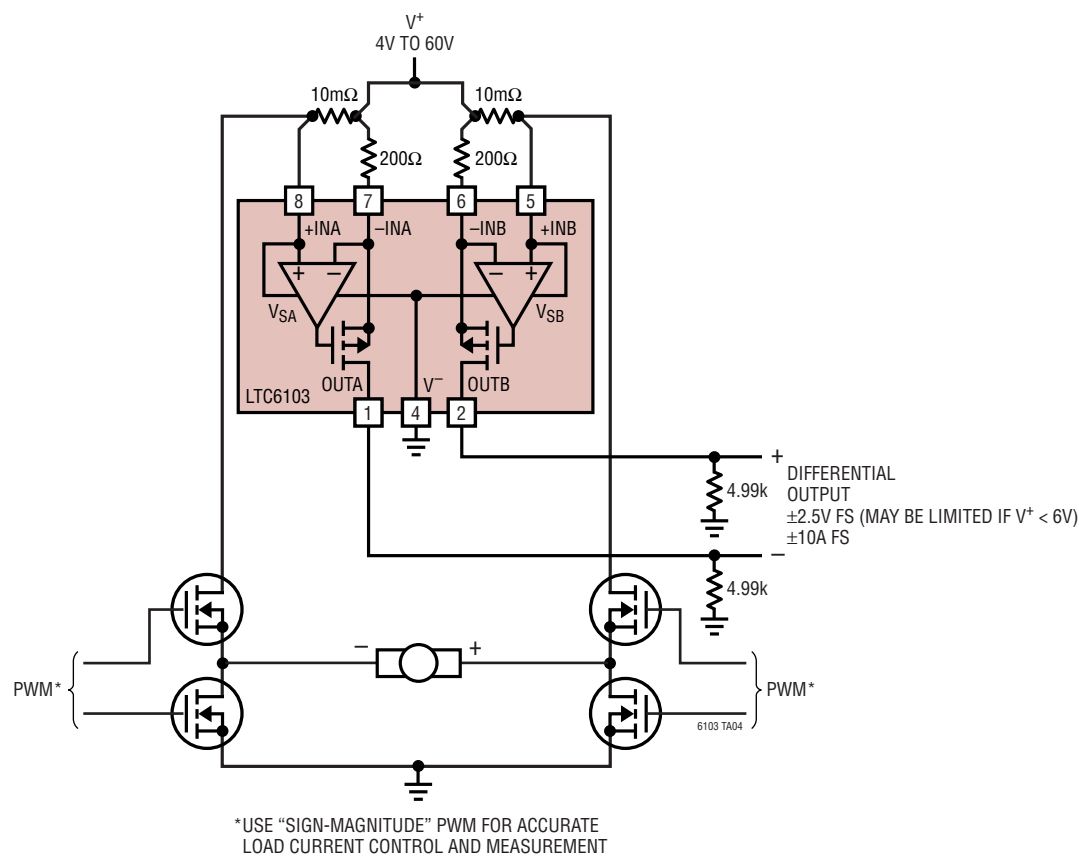 V+
4V TO 60V
10mΩ
10mΩ
200Ω
200Ω
8
7
6
5
+INA
–INA
–INB
+INB
+
–
–
+
VSA
VSB
OUTA
V–
OUTB
LTC6103
1
4
2
+
4.99k
DIFFERENTIAL
OUTPUT
±2.5V FS (MAY BE LIMITED IF V+ < 6V)
±10A FS
–
4.99k
–
+
PWM*
PWM*
6103 TA04
*USE “SIGN-MAGNITUDE” PWM FOR ACCURATE
LOAD CURRENT CONTROL AND MEASUREMENT